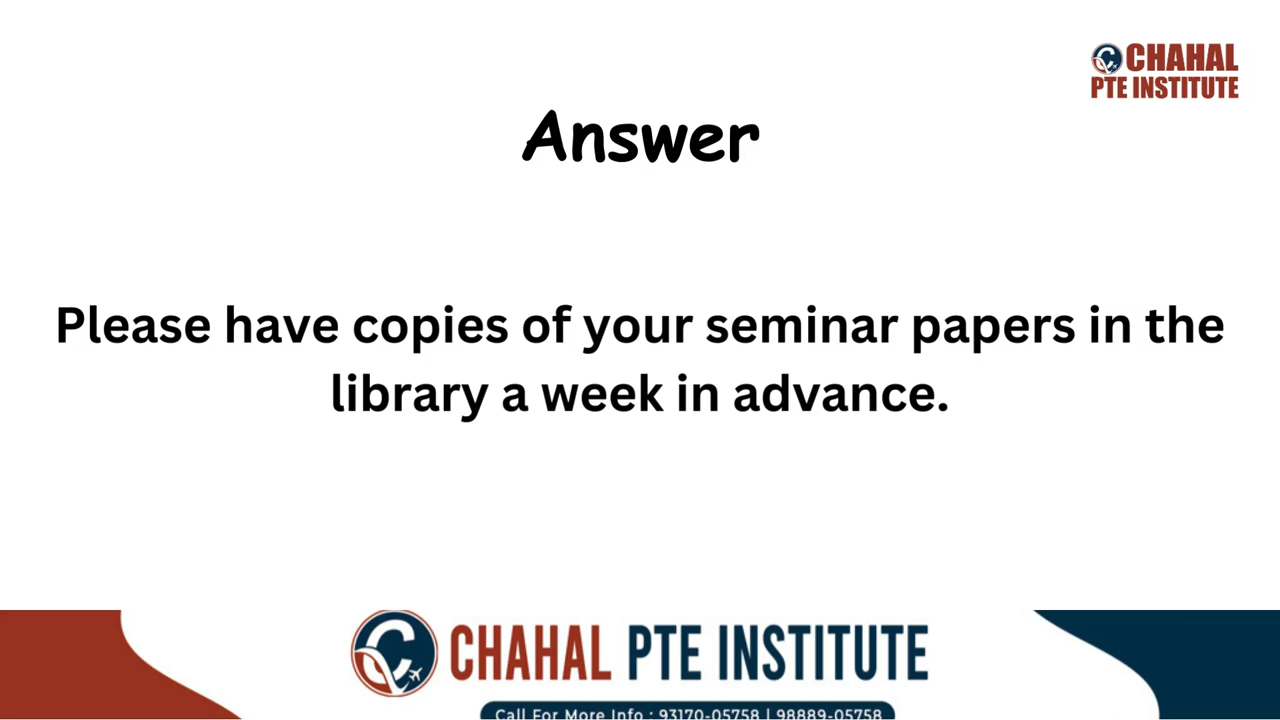 CHAHAL
PTE INSTITUTE
Answer
Please have copies of your seminar papers in the
library a week in advance.
CHAHAL PTE INSTITUTE
Call For More Info : 93170-05758 | 98889-05758